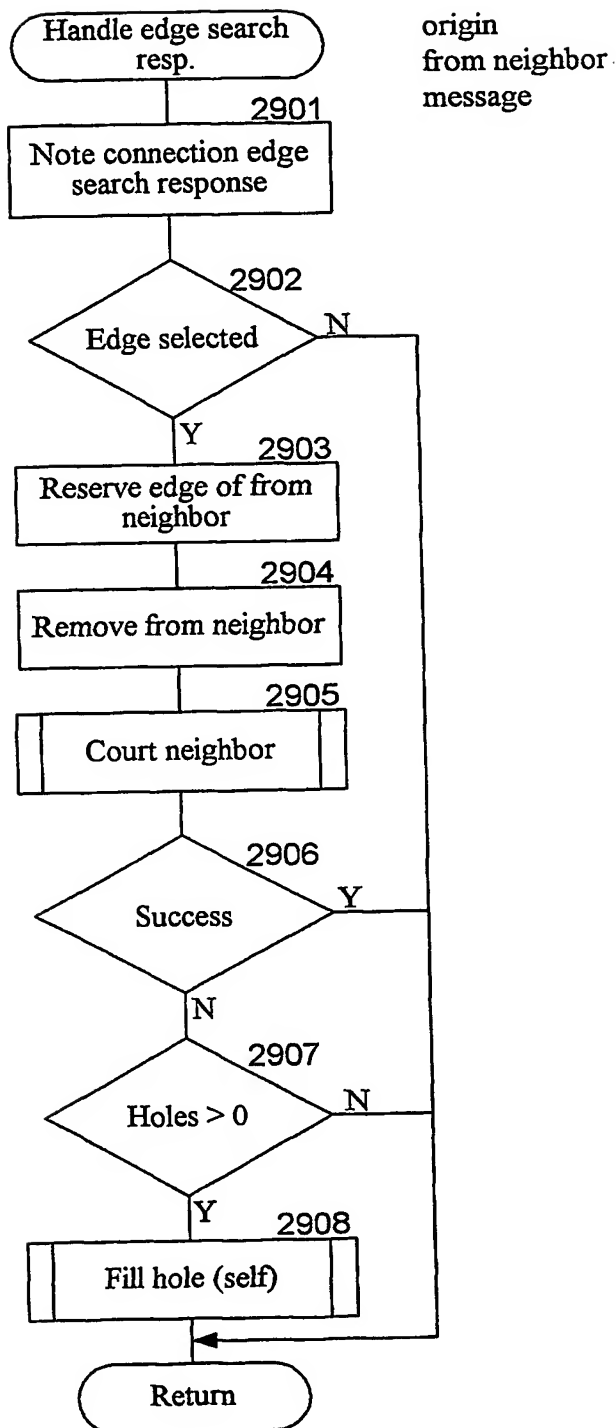 Handle edge search
resp.
origin
from neighbor
message
2901
Note connection edge
search response
2902
Edge selected
N
Y
2903
Reserve edge of from
neighbor
2904
Remove from neighbor
2905
Court neighbor
2906
Success
Y
N
2907
Holes > 0
N
Y
2908
Fill hole (self)
Return